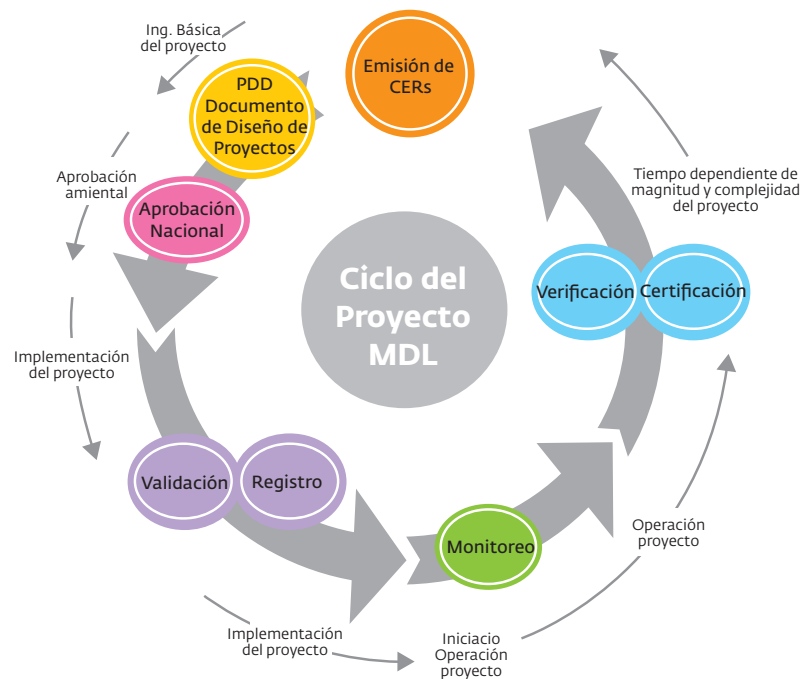 Ing. Básica
del proyecto
Emisión de
CERs
PDD
Documento
de Diseño de
Proyectos
Aprobación
amiental
Aprobación
Nacional
Tiempo dependiente de
magnitud y complejidad
del proyecto
Ciclo del
Proyecto
MDL
Verificación
Certificación
Implementación
del proyecto
Validación
Registro
Monitoreo
Operación
proyecto
Implementación
del proyecto
Iniciacio
Operación
proyecto